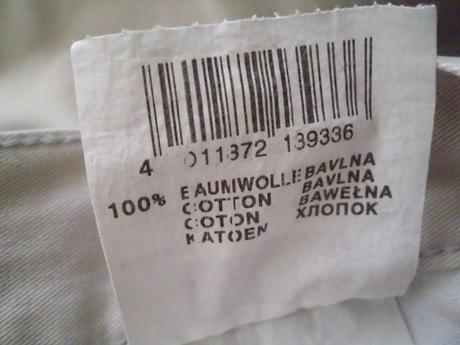 4 011372 139336
100% BAUMWOLLE BAVLNA
COTTON BAVLNA
COTON BAWEŁNA
KATOEN ХЛОПОК